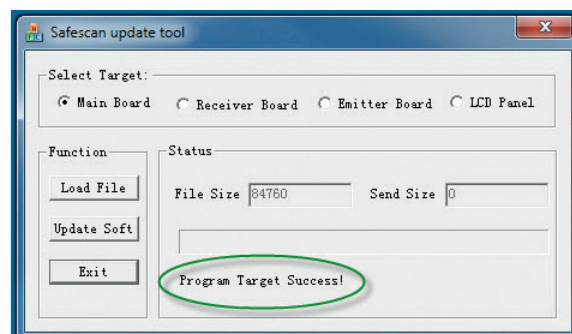 Safescan update tool
Select Target:
Main Board Receiver Board Emitter Board LCD Panel
Function
Status
Load File
File Size 84760 Send Size 0
Update Soft
Exit
Program Target Success!